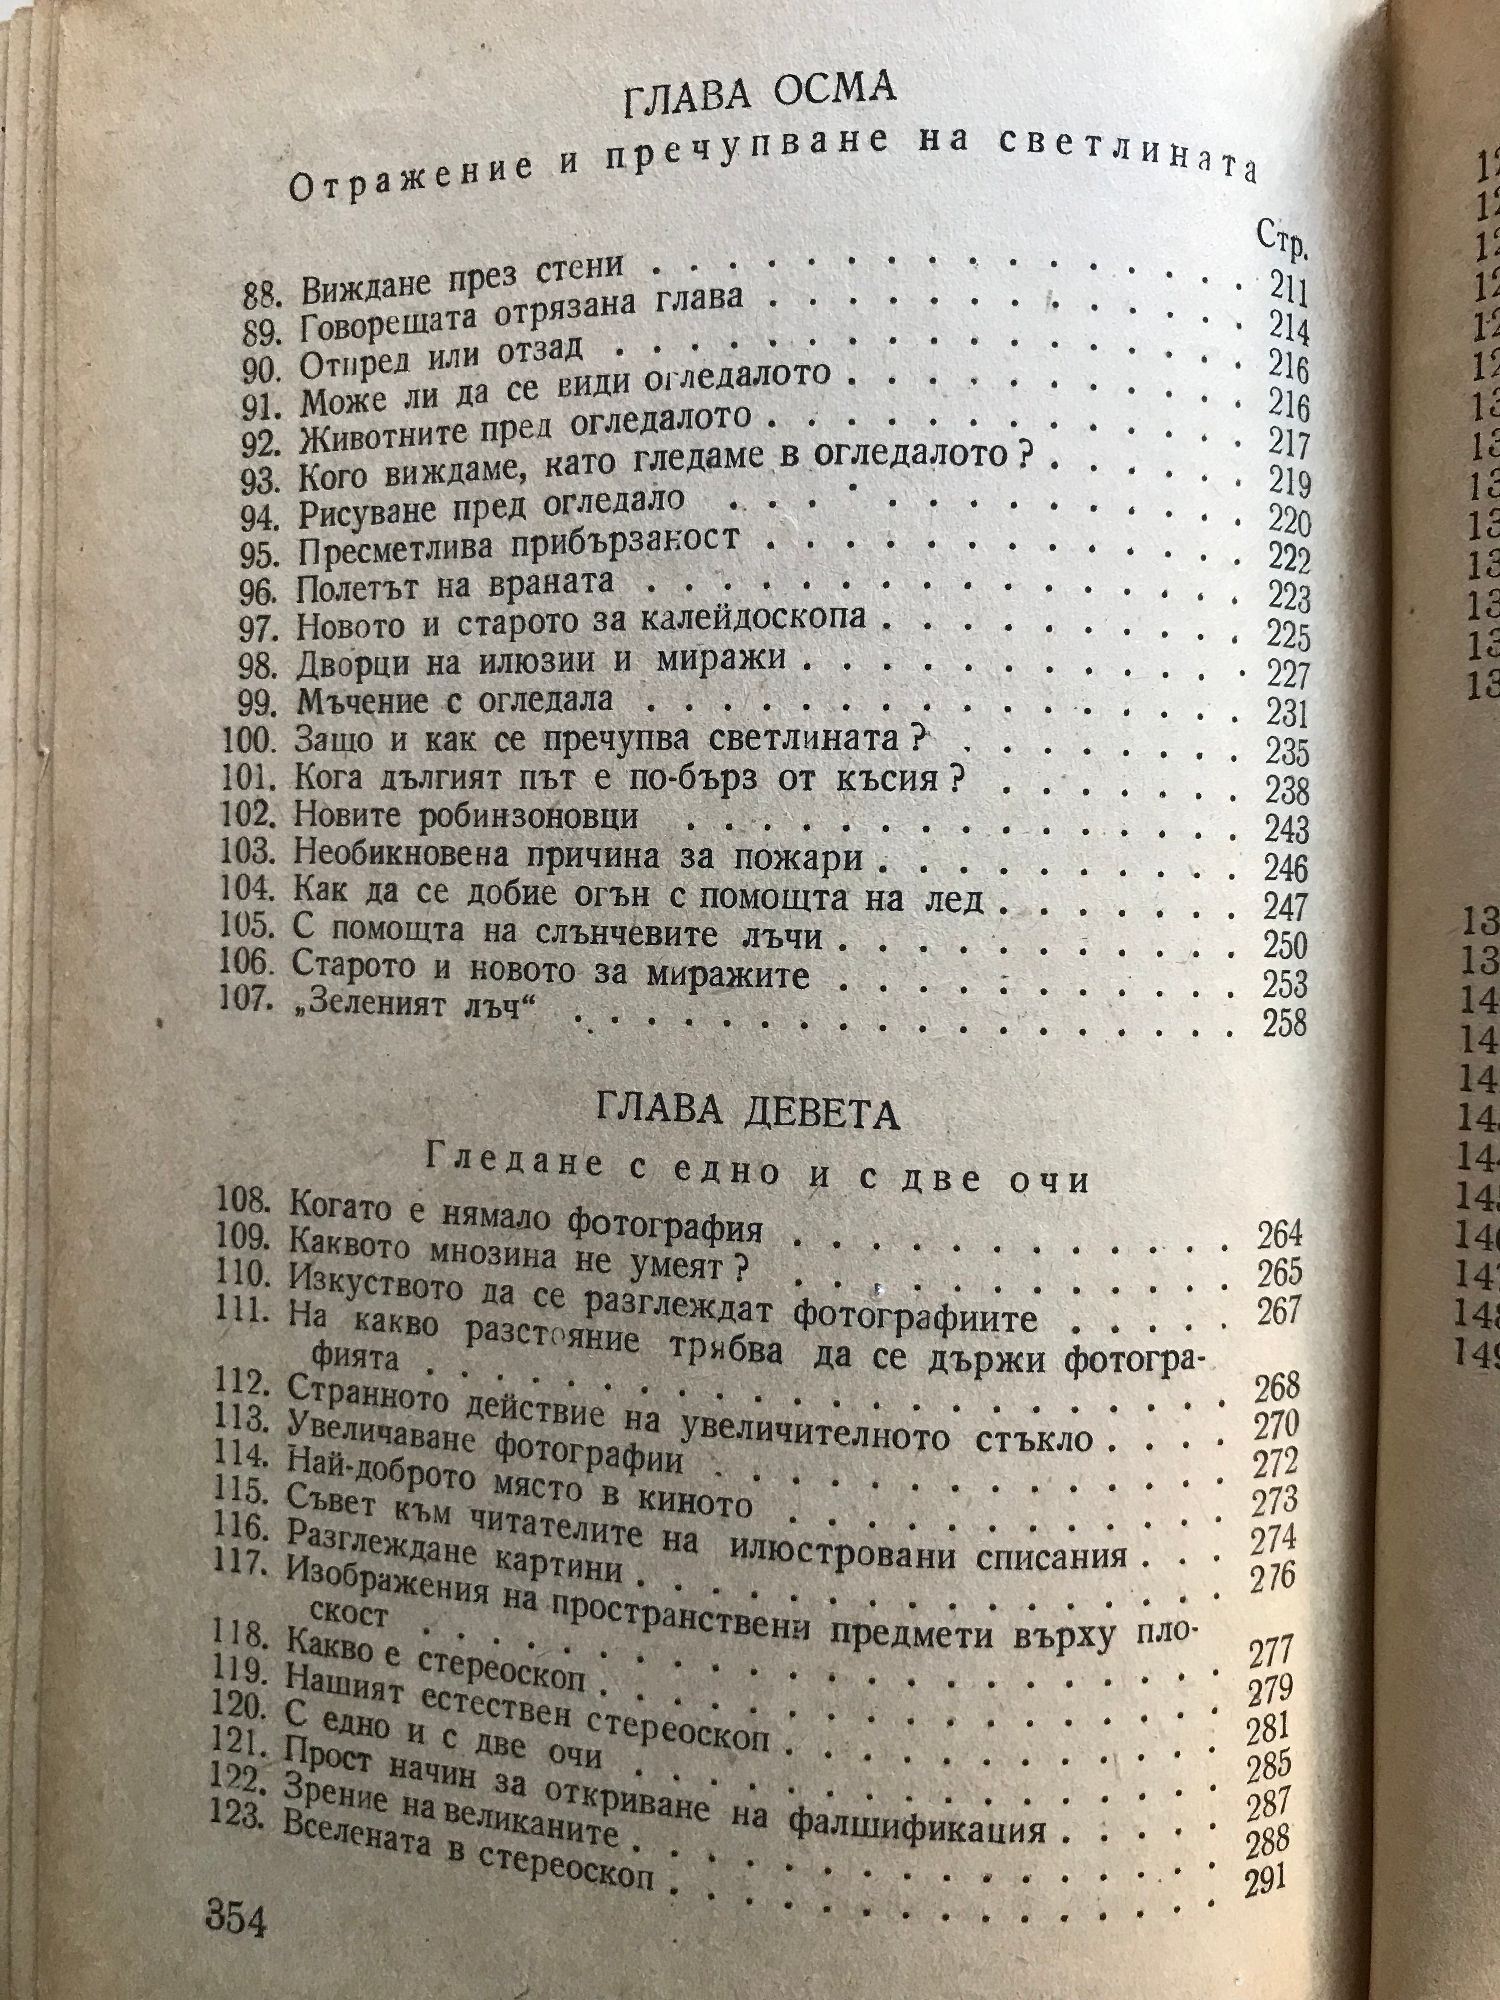 ГЛАВА ОСМА
Отражение и пречупване на светлината
Стр.
88. Виждане през стени . . . . . . . . . . . . . . . . 211
89. Говорещата отрязана глава . . . . . . . . . . . . . 214
90. Отпред или отзад . . . . . . . . . . . . . . . . . 216
91. Може ли да се види огледалото . . . . . . . . . . . 216
92. Животните пред огледалото . . . . . . . . . . . . . 217
93. Кого виждаме, като гледаме в огледалото ? . . . . . . 219
94. Рисуване пред огледало . . . . . . . . . . . . . 220
95. Пресметлива прибързаност . . . . . . . . . . . . . 222
96. Полетът на враната . . . . . . . . . . . . . . . . 223
97. Новото и старото за калейдоскопа . . . . . . . . . . 225
98. Дворци на илюзии и миражи . . . . . . . . . . . . 227
99. Мъчение с огледала . . . . . . . . . . . . . . . . 231
100. Защо и как се пречупва светлината ? . . . . . . . . 235
101. Кога дългият път е по-бърз от късия ? . . . . . . . 238
102. Новите робинзоновци . . . . . . . . . . . . . . . 243
103. Необикновена причина за пожари . . . . . . . . . . 246
104. Как да се добие огън с помощта на лед . . . . . . . 247
105. С помощта на слънчевите лъчи . . . . . . . . . . . 250
106. Старото и новото за миражите . . . . . . . . . . . 253
107. „Зеленият лъч“ . . . . . . . . . . . . . . . . . . 258
ГЛАВА ДЕВЕТА
Гледане с едно и с две очи
108. Когато е нямало фотография . . . . . . . . . . . . 264
109. Каквото мнозина не умеят ? . . . . . . . . . . . . 265
110. Изкуството да се разглеждат фотографиите . . . . . 267
111. На какво разстояние трябва да се държи фотогра-
фията . . . . . . . . . . . . . . . . . . . . . 268
112. Странното действие на увеличителното стъкло . . . . 270
113. Увеличаване фотографии . . . . . . . . . . . . . . 272
114. Най-доброто място в киното . . . . . . . . . . . . 273
115. Съвет към читателите на илюстровани списания . . . 274
116. Разглеждане картини . . . . . . . . . . . . . . . . 276
117. Изображения на пространствени предмети върху пло-
скост . . . . . . . . . . . . . . . . . . . . . 277
118. Какво е стереоскоп . . . . . . . . . . . . . . . . 279
119. Нашият естествен стереоскоп . . . . . . . . . . . . 281
120. С едно и с две очи . . . . . . . . . . . . . . . . 285
121. Прост начин за откриване на фалшификация . . . . . 287
122. Зрение на великаните . . . . . . . . . . . . . . . 288
123. Вселената в стереоскоп . . . . . . . . . . . . . . 291
354